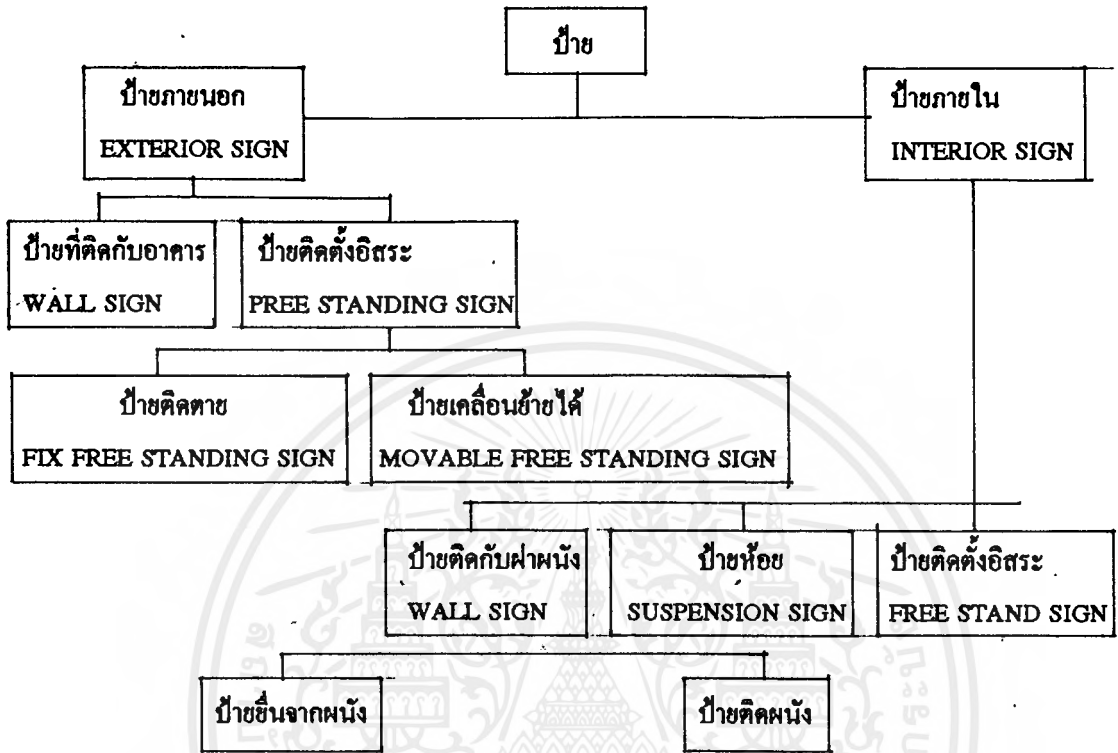 ป้าย
ป้ายภายนอก
EXTERIOR SIGN
ป้ายภายใน
INTERIOR SIGN
ป้ายที่ติดกับอาคาร
WALL SIGN
ป้ายติดตั้งอิสระ
PREE STANDING SIGN
ป้ายติดตาย
FIX FREE STANDING SIGN
ป้ายเคลื่อนย้ายได้
MOVABLE FREE STANDING SIGN
ป้ายติดกับฝาผนัง
WALL SIGN
ป้ายห้อย
SUSPENSION SIGN
ป้ายติดตั้งอิสระ
FREE STAND SIGN
ป้ายยื่นจากผนัง
ป้ายติดผนัง